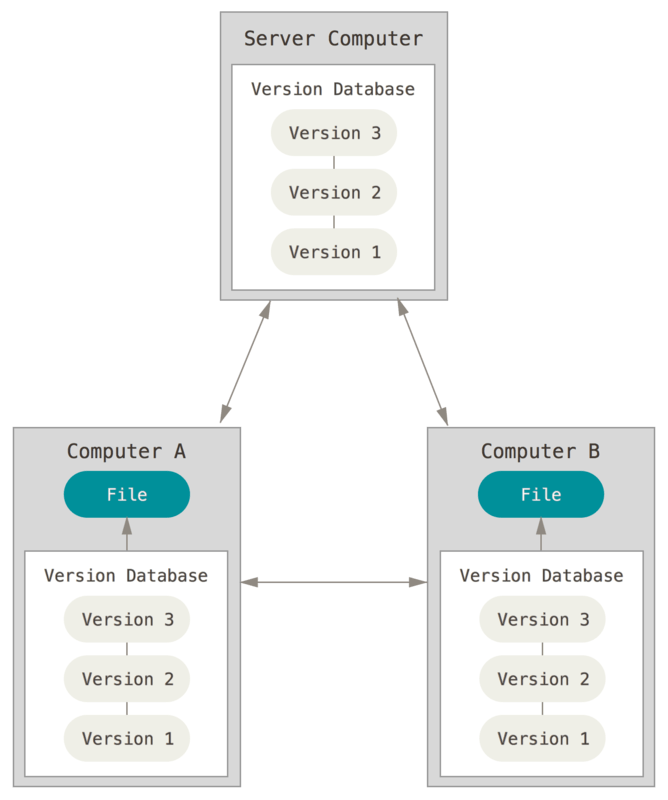 Server Computer
Version Database
Version 3
Version 2
Version 1
Computer A
File
Version Database
Version 3
Version 2
Version 1
Computer B
File
Version Database
Version 3
Version 2
Version 1